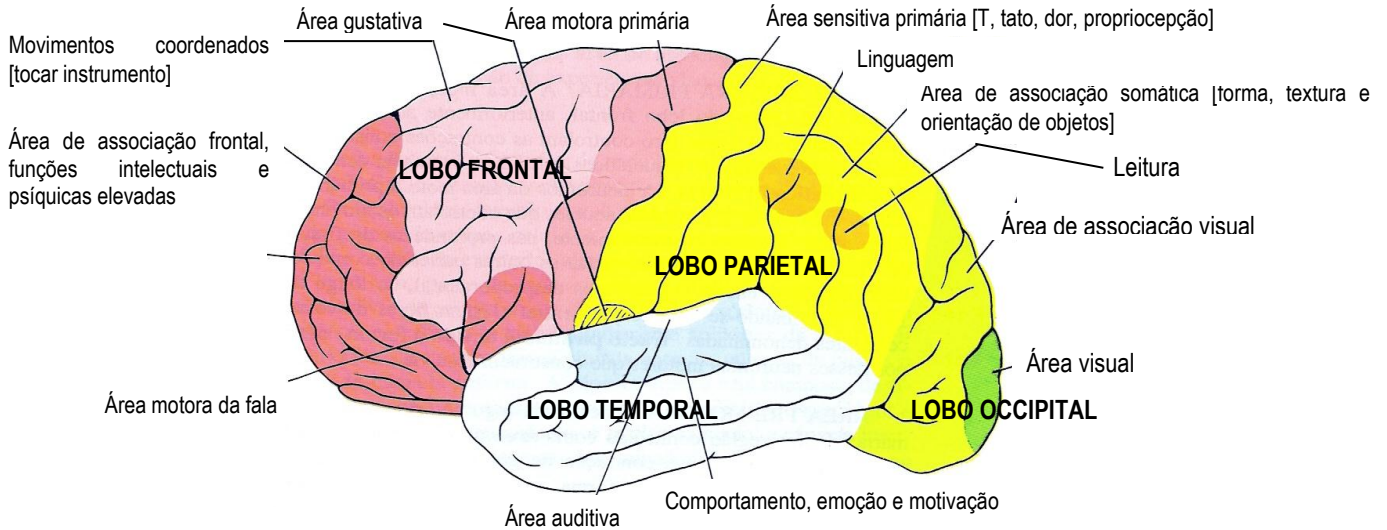 Área gustativa
Área motora primária
Área sensitiva primária [T, tato, dor, propriocepção]
Movimentos coordenados
[tocar instrumento]
Linguagem
Área de associação somática [forma, textura e
orientação de objetos]
Área de associação frontal,
funções intelectuais e
psíquicas elevadas
LOBO FRONTAL
Leitura
Área de associação visual
LOBO PARIETAL
Área visual
Área motora da fala
LOBO TEMPORAL
LOBO OCCIPITAL
Comportamento, emoção e motivação
Área auditiva